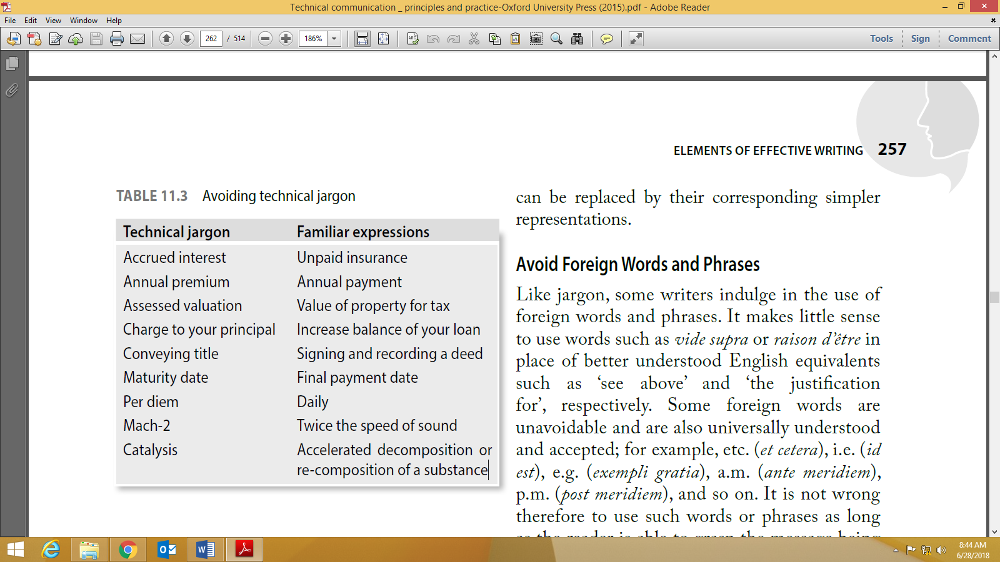 Technical communication _ principles and practice-Oxford University Press (2015).pdf - Adobe Reader
File Edit View Window Help
262 / 514
186%
Tools Sign Comment
ELEMENTS OF EFFECTIVE WRITING 257
TABLE 11.3 Avoiding technical jargon
Technical jargon Familiar expressions
Accrued interest Unpaid insurance
Annual premium Annual payment
Assessed valuation Value of property for tax
Charge to your principal Increase balance of your loan
Conveying title Signing and recording a deed
Maturity date Final payment date
Per diem Daily
Mach-2 Twice the speed of sound
Catalysis Accelerated decomposition or
re-composition of a substance
can be replaced by their corresponding simpler
representations.
Avoid Foreign Words and Phrases
Like jargon, some writers indulge in the use of
foreign words and phrases. It makes little sense
to use words such as vide supra or raison d'être in
place of better understood English equivalents
such as 'see above' and 'the justification
for', respectively. Some foreign words are
unavoidable and are also universally understood
and accepted; for example, etc. (et cetera), i.e. (id
est), e.g. (exempli gratia), a.m. (ante meridiem),
p.m. (post meridiem), and so on. It is not wrong
therefore to use such words or phrases as long
as the reader is able to grasp the message being
8:44 AM
6/28/2018